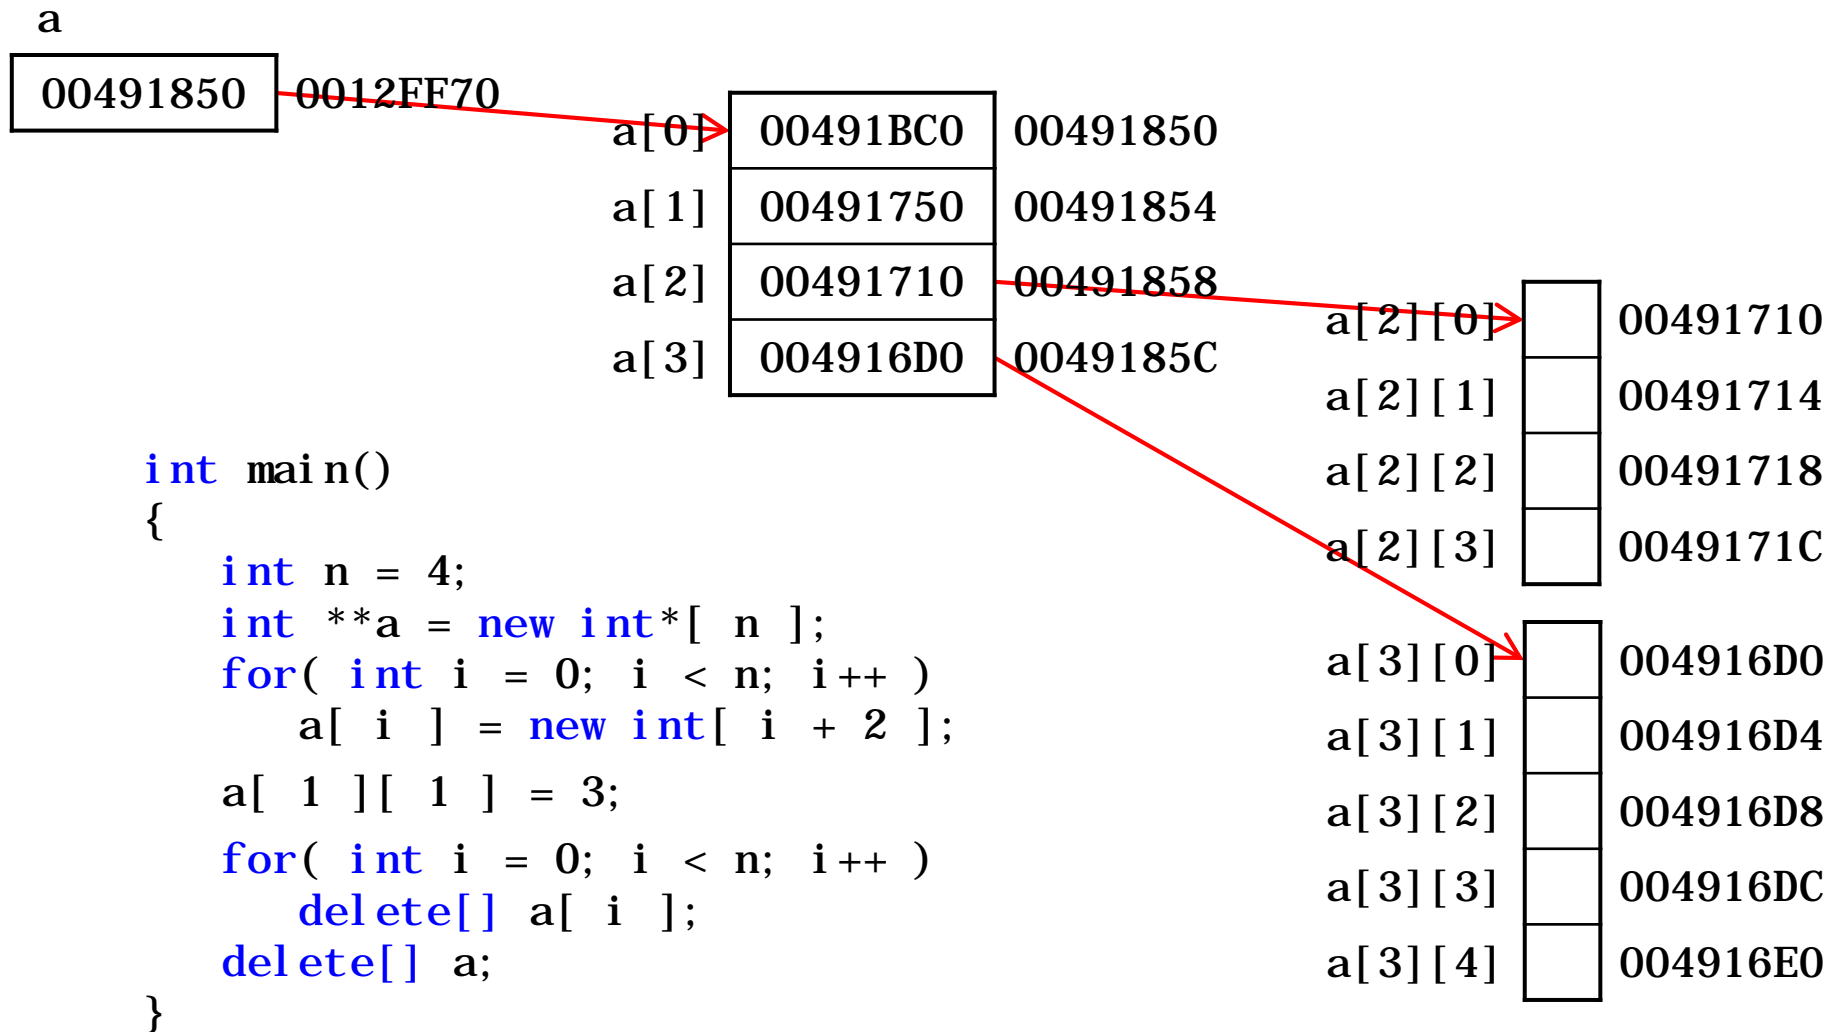 a
00491850 0012FF70
a[0] 00491BC0 00491850
a[1] 00491750 00491854
a[2] 00491710 00491858
a[3] 004916D0 0049185C
a[2][0] 00491710
a[2][1] 00491714
a[2][2] 00491718
a[2][3] 0049171C
a[3][0] 004916D0
a[3][1] 004916D4
a[3][2] 004916D8
a[3][3] 004916DC
a[3][4] 004916E0
int main()
{
int n = 4;
int **a = new int*[ n ];
for( int i = 0; i < n; i++ )
a[ i ] = new int[ i + 2 ];
a[ 1 ][ 1 ] = 3;
for( int i = 0; i < n; i++ )
delete[] a[ i ];
delete[] a;
}